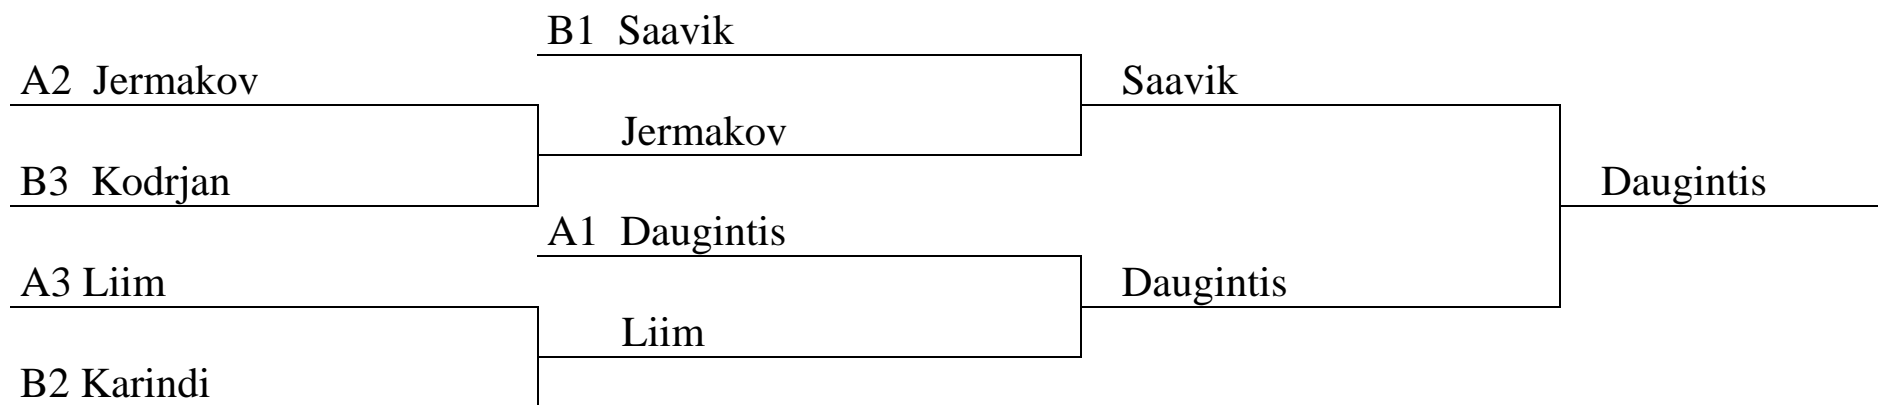 B1 Saavik
A2 Jermakov
Saavik
Jermakov
B3 Kodrjan
Daugintis
A1 Daugintis
A3 Liim
Daugintis
Liim
B2 Karindi